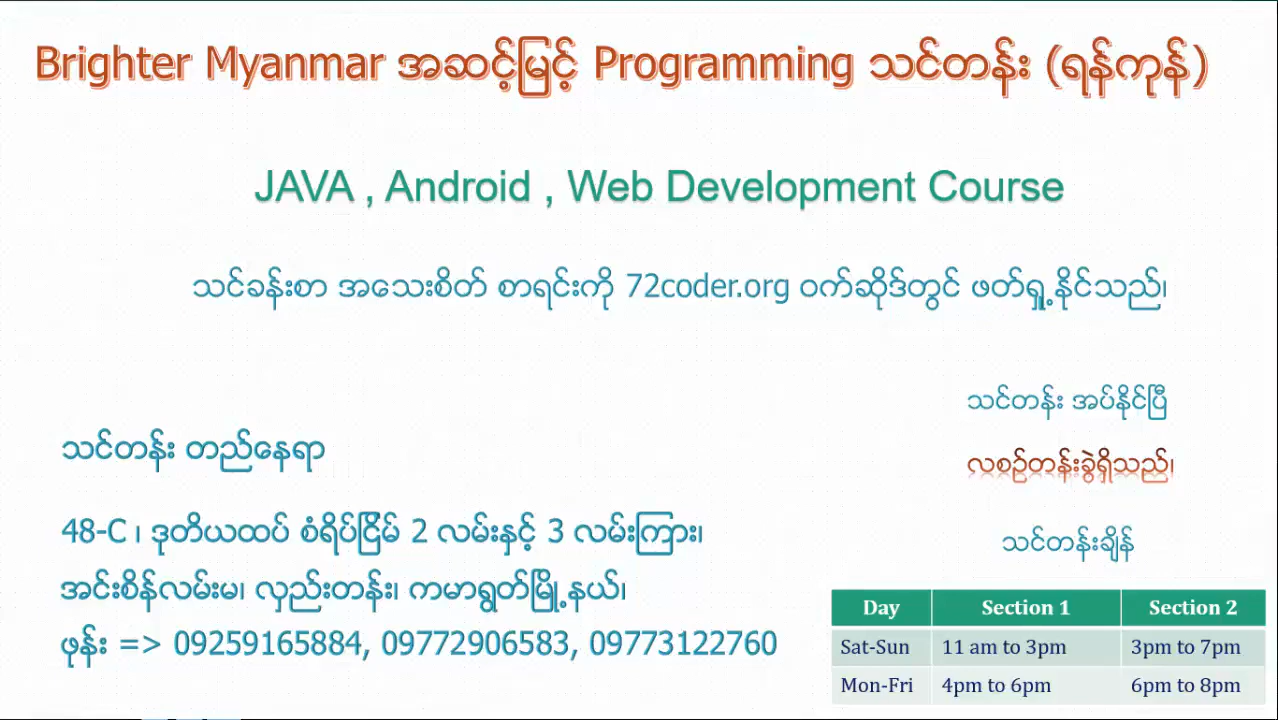 Brighter Myanmar အဆင့်မြင့် Programming သင်တန်း (ရန်ကုန်)
JAVA , Android , Web Development Course
သင်ခန်းစာ အသေးစိတ် စာရင်းကို 72coder.org ဝက်ဆိုဒ်တွင် ဖတ်ရှု့နိုင်သည်၊
သင်တန်း အပ်နိုင်ပြီ
လစဉ်တန်းခွဲရှိသည်၊
သင်တန်း တည်နေရာ
48-C ၊ ဒုတိယထပ် စံရိပ်ငြိမ် 2 လမ်းနှင့် 3 လမ်းကြား၊
အင်းစိန်လမ်းမ၊ လှည်းတန်း၊ ကမာရွတ်မြို့နယ်၊
ဖုန်း => 09259165884, 09772906583, 09773122760
သင်တန်းချိန်
Day Section 1 Section 2
Sat-Sun 11 am to 3pm 3pm to 7pm
Mon-Fri 4pm to 6pm 6pm to 8pm